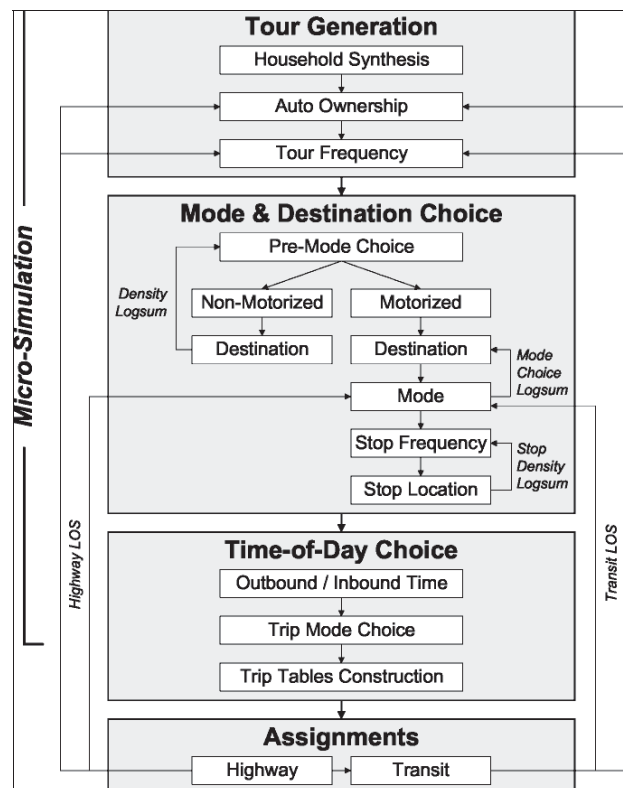 Tour Generation
Household Synthesis
Auto Ownership
Tour Frequency
Mode & Destination Choice
Pre-Mode Choice
Density
Logsum
Non-Motorized
Motorized
Destination
Destination
Mode
Choice
Logsum
Mode
Stop Frequency
Stop
Density
Logsum
Stop Location
Micro-Simulation
Time-of-Day Choice
Outbound / Inbound Time
Trip Mode Choice
Trip Tables Construction
Highway LOS
Transit LOS
Assignments
Highway
Transit